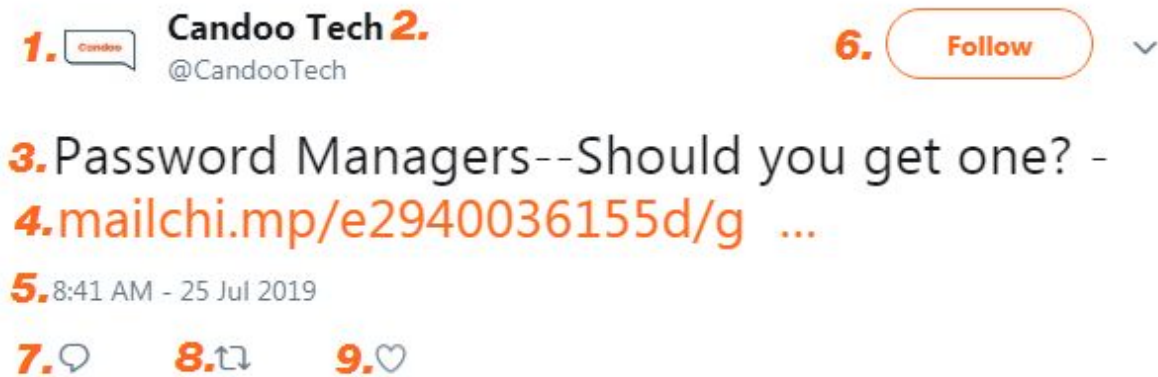 1. Candoo Candoo Tech 2. 6. Follow
@CandooTech
3. Password Managers--Should you get one? -
4. mailchi.mp/e2940036155d/g ...
5. 8:41 AM - 25 Jul 2019
7. 8. 9.